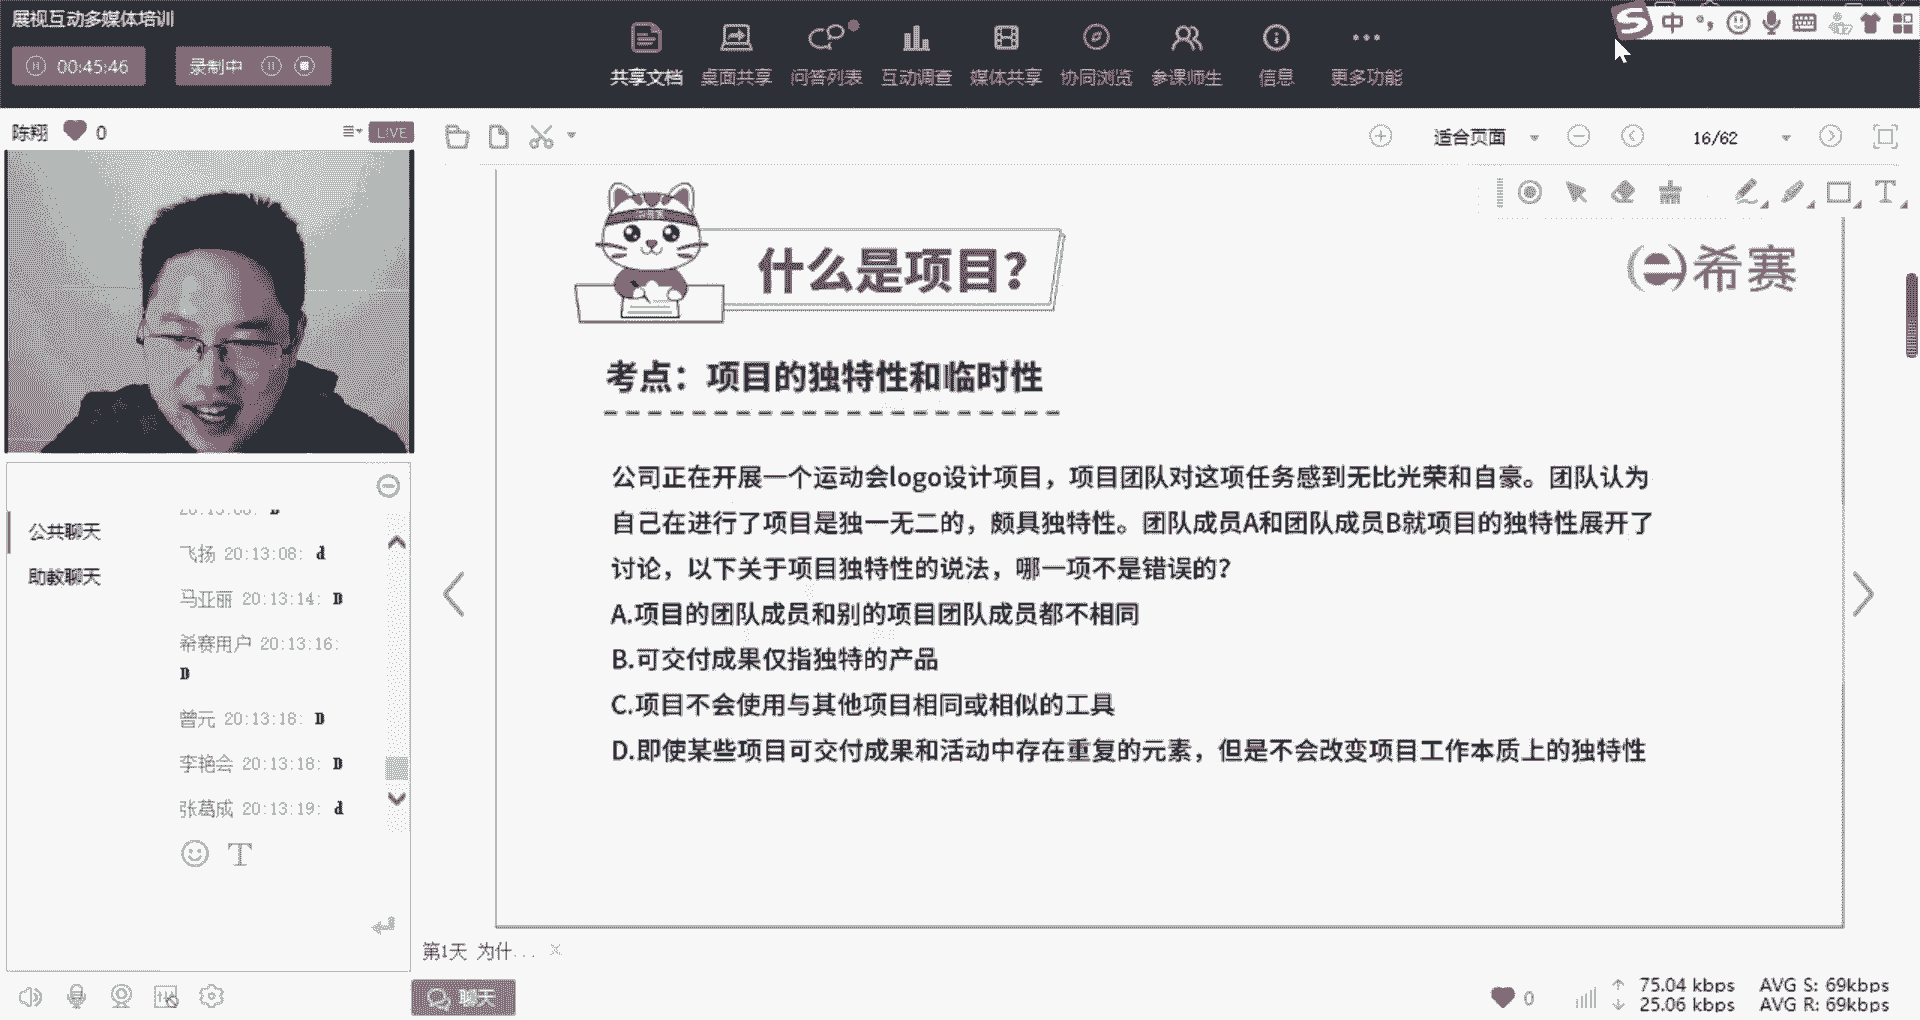 展视互动多媒体培训
中
00:45:46
录制中
共享文档
桌面共享
问答列表
互动调查
媒体共享
协同浏览
参课师生
信息
更多功能
陈翔 0
LIVE
适合页面
16/62
什么是项目？
希赛
考点：项目的独特性和临时性
公司正在开展一个运动会logo设计项目，项目团队对这项任务感到无比光荣和自豪。团队认为
自己在进行了项目是独一无二的，颇具独特性。团队成员A和团队成员B就项目的独特性展开了
讨论，以下关于项目独特性的说法，哪一项不是错误的？
A.项目的团队成员和别的项目团队成员都不相同
B.可交付成果仅指独特的产品
C.项目不会使用与其他项目相同或相似的工具
D.即使某些项目可交付成果和活动中存在重复的元素，但是不会改变项目工作本质上的独特性
公共聊天
助教聊天
飞扬 20:13:08: d
马亚丽 20:13:14: D
希赛用户 20:13:16:
D
曾元 20:13:18: D
李艳会 20:13:18: D
张葛成 20:13:19: d
第1天 为什...
聊天
0
75.04 kbps AVG S: 69kbps
25.06 kbps AVG R: 69kbps